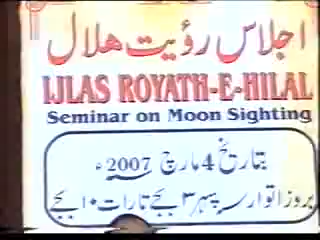 اجلاس رؤیت ھلال
IJLAS ROYATH-E-HILAL
Seminar on Moon Sighting
بتاریخ 4 مارچ 2007ء
بروز اتوار سہ پہر ۳ بجے تا رات ۱۰ بجے